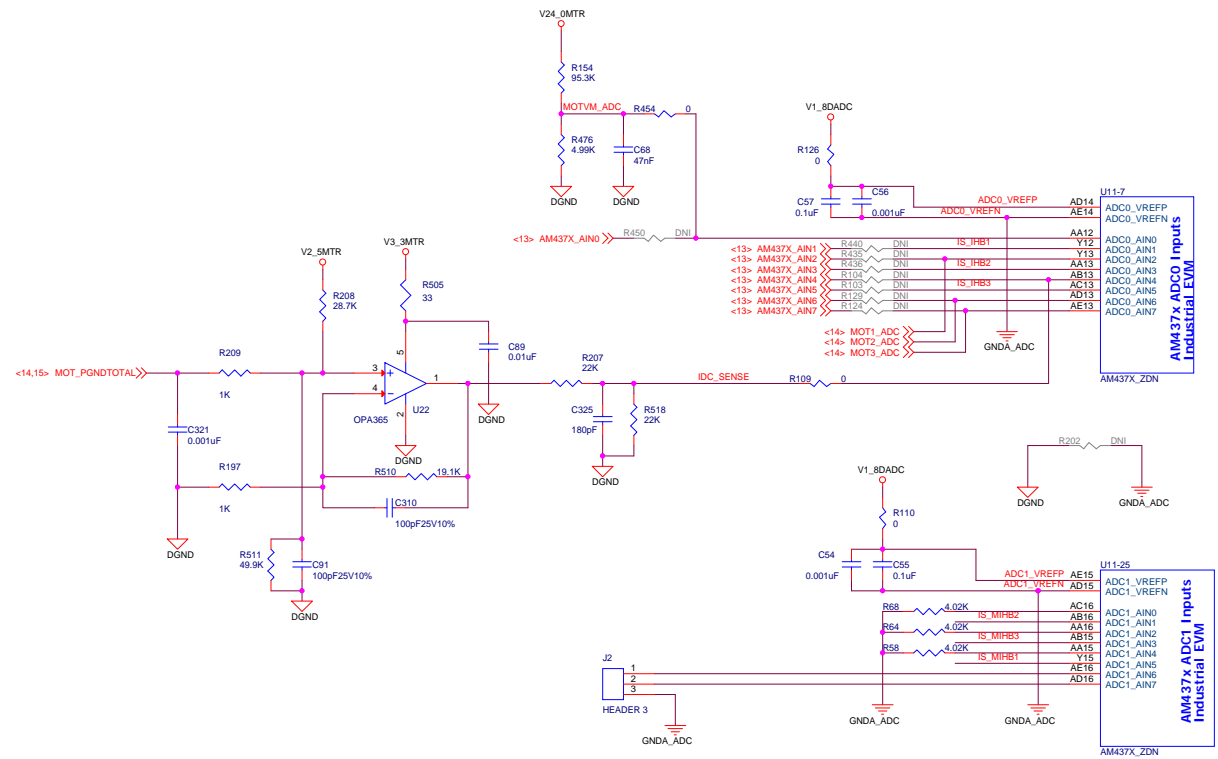 V24_0MTR
R154
95.3K
MOTVM_ADC
R454
0
R476
4.99K
C68
47nF
DGND
DGND
V1_8DADC
R126
0
C57
0.1uF
C56
0.001uF
ADC0_VREFP
ADC0_VREFN
AD14
AE14
U11-7
ADC0_VREFP
ADC0_VREFN
<13> AM437X_AIN0
R450
DNI
AA12
ADC0_AIN0
<13> AM437X_AIN1
R440
DNI
IS_IHB1
Y12
ADC0_AIN1
<13> AM437X_AIN2
R435
DNI
Y13
ADC0_AIN2
<13> AM437X_AIN3
R436
DNI
IS_IHB2
AA13
ADC0_AIN3
<13> AM437X_AIN4
R104
DNI
AB13
ADC0_AIN4
<13> AM437X_AIN5
R103
DNI
IS_IHB3
AC13
ADC0_AIN5
<13> AM437X_AIN6
R129
DNI
AD13
ADC0_AIN6
<13> AM437X_AIN7
R124
DNI
AE13
ADC0_AIN7
AM437x ADC0 Inputs
Industrial EVM
AM437X_ZDN
<14> MOT1_ADC
<14> MOT2_ADC
<14> MOT3_ADC
GNDA_ADC
V2_5MTR
V3_3MTR
R208
28.7K
R505
33
C89
0.01uF
DGND
R209
1K
<14,15> MOT_PGNDTOTAL
3
4
5
2
1
+
−
U22
OPA365
DGND
R207
22K
IDC_SENSE
R109
0
C325
180pF
R518
22K
DGND
C321
0.001uF
R197
1K
DGND
R510
19.1K
C310
100pF25V10%
R511
49.9K
C91
100pF25V10%
DGND
R202
DNI
DGND
GNDA_ADC
V1_8DADC
R110
0
C54
0.001uF
C55
0.1uF
ADC1_VREFP
ADC1_VREFN
AE15
AD15
U11-25
ADC1_VREFP
ADC1_VREFN
R68
4.02K
AC16
ADC1_AIN0
IS_MIHB2
AB16
ADC1_AIN1
R64
4.02K
AA16
ADC1_AIN2
IS_MIHB3
AB15
ADC1_AIN3
R58
4.02K
AA15
ADC1_AIN4
IS_MIHB1
Y15
ADC1_AIN5
AE16
ADC1_AIN6
AD16
ADC1_AIN7
AM437x ADC1 Inputs
Industrial EVM
AM437X_ZDN
J2
1
2
3
HEADER 3
GNDA_ADC
GNDA_ADC
GNDA_ADC